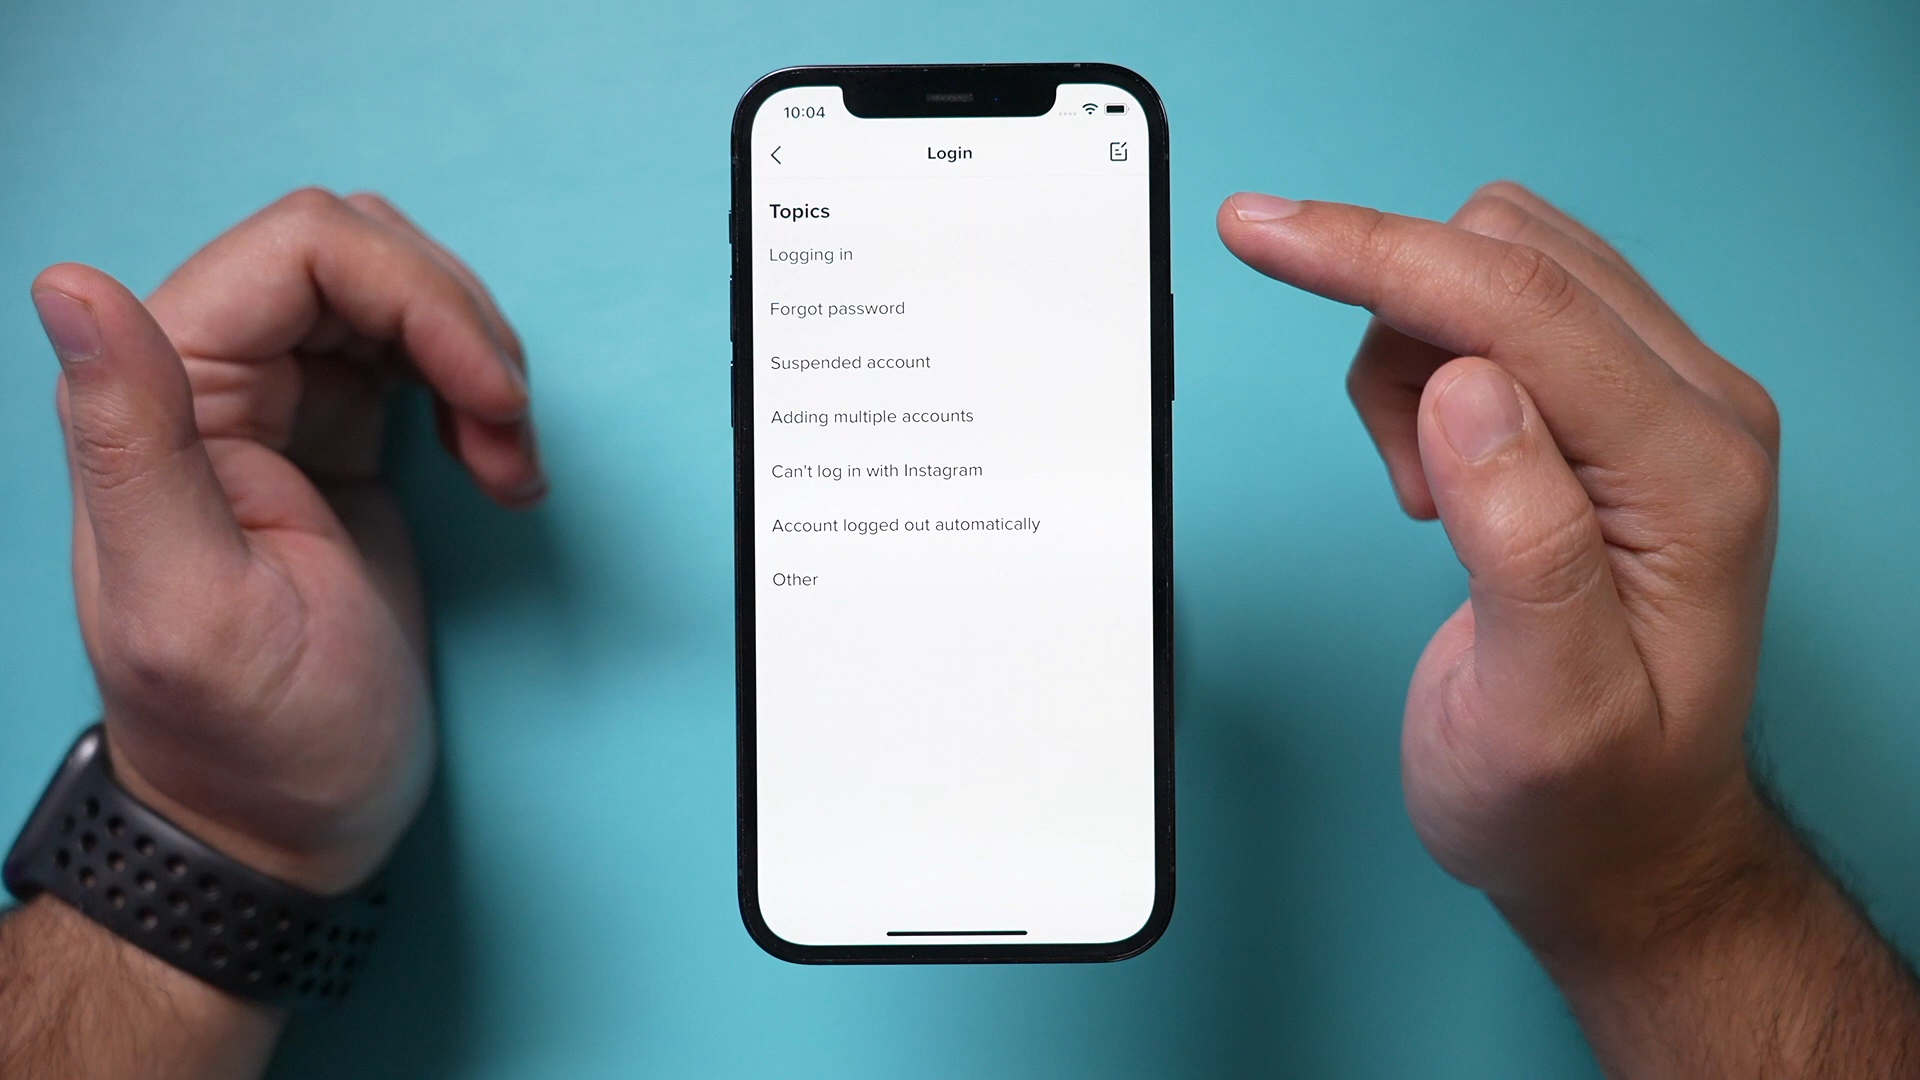 10:04
Login
Topics
Logging in
Forgot password
Suspended account
Adding multiple accounts
Can't log in with Instagram
Account logged out automatically
Other